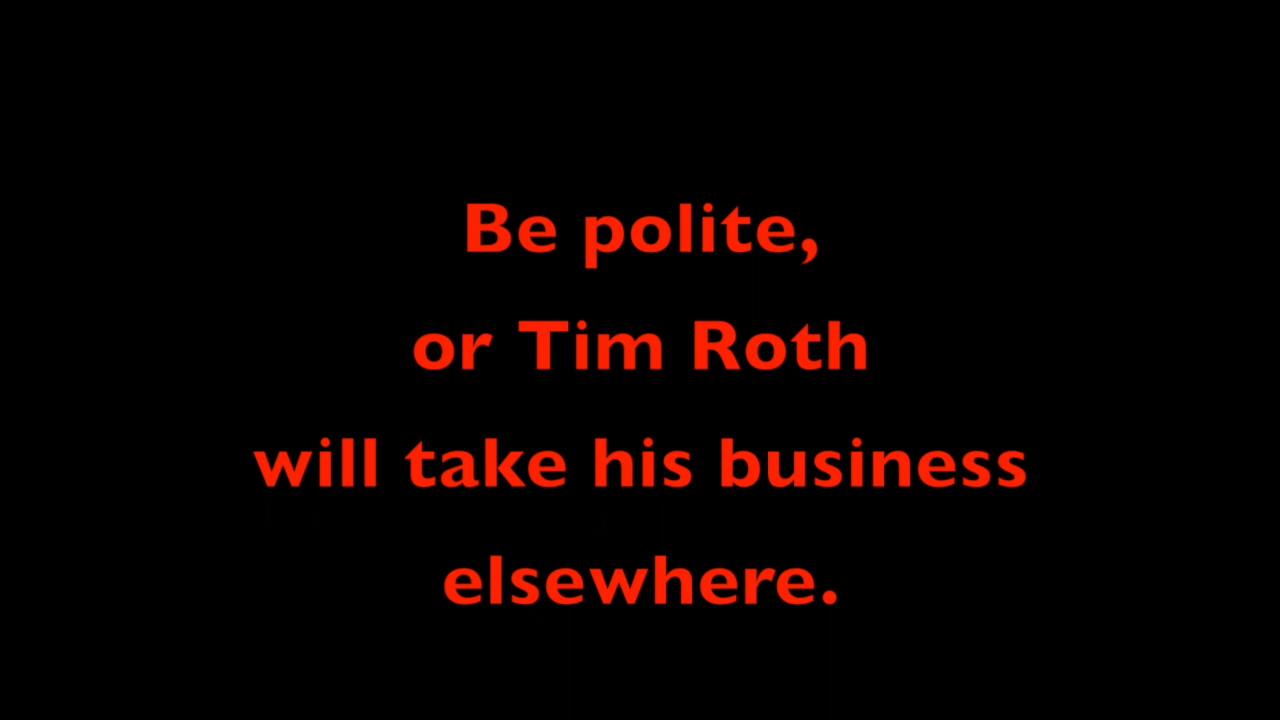 Be polite,
or Tim Roth
will take his business
elsewhere.